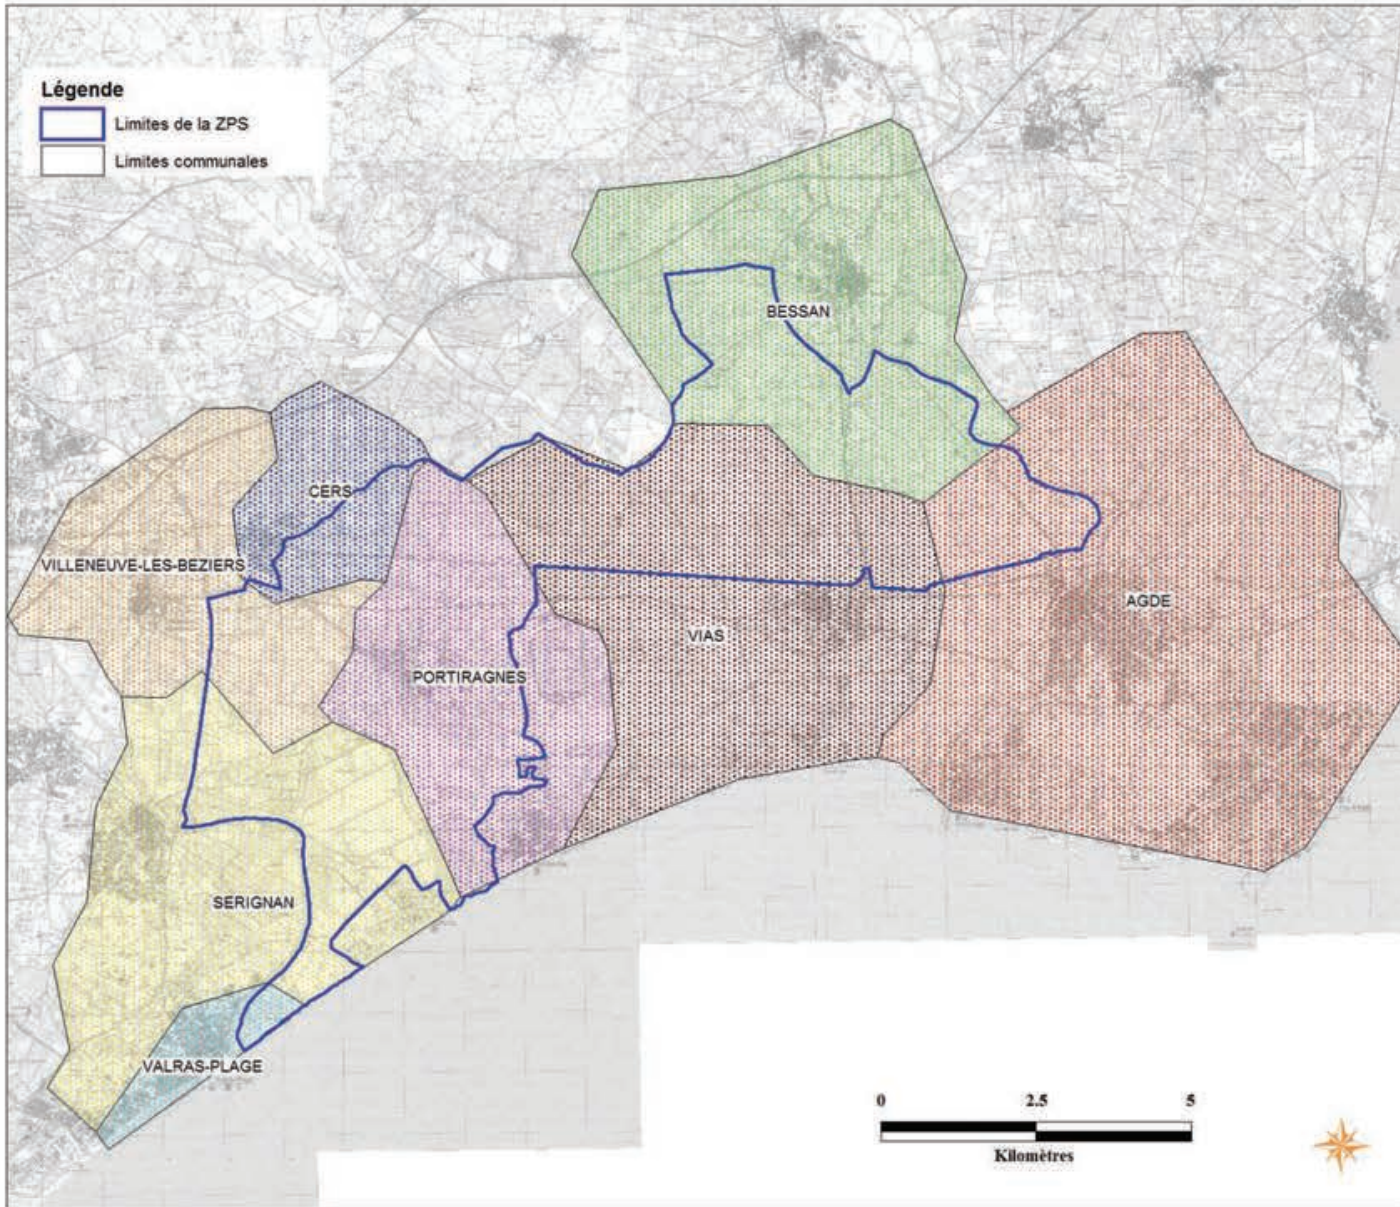 Légende
Limites de la ZPS
Limites communales
BESSAN
CERS
VILLENEUVE-LES-BEZIERS
AGDE
VIAS
PORTIRAGNES
SERIGNAN
VALRAS-PLAGE
0 2.5 5
Kilomètres